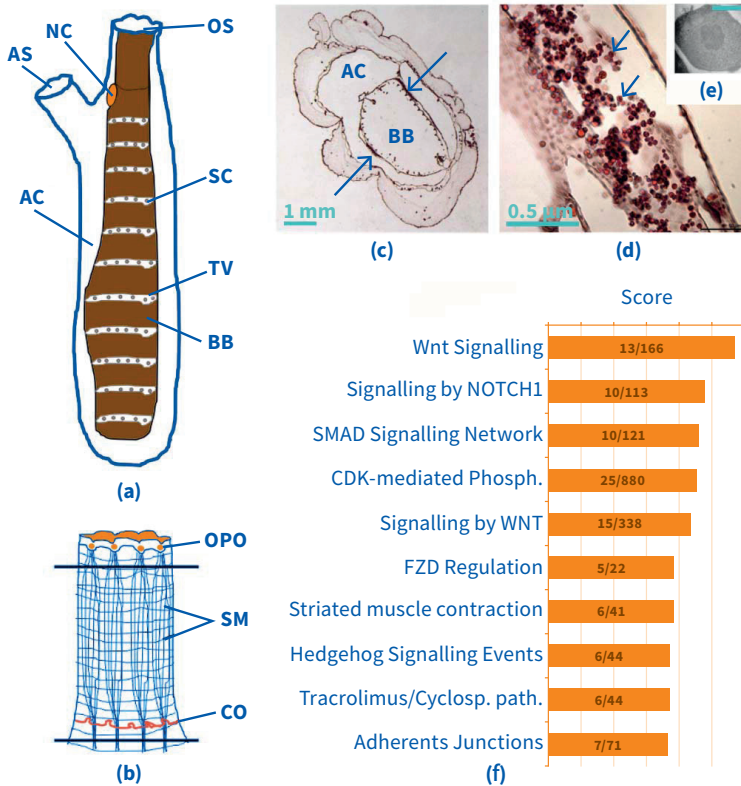 OS
NC
AS
SC
AC
TV
BB
(a)
OPO
SM
CO
(b)
AC
BB
1 mm
(c)
0.5 µm
(d)
(e)
Score
Wnt Signalling 13/166
Signalling by NOTCH1 10/113
SMAD Signalling Network 10/121
CDK-mediated Phosph. 25/880
Signalling by WNT 15/338
FZD Regulation 5/22
Striated muscle contraction 6/41
Hedgehog Signalling Events 6/44
Tracrolimus/Cyclosp. path. 6/44
Adherents Junctions 7/71
(f)